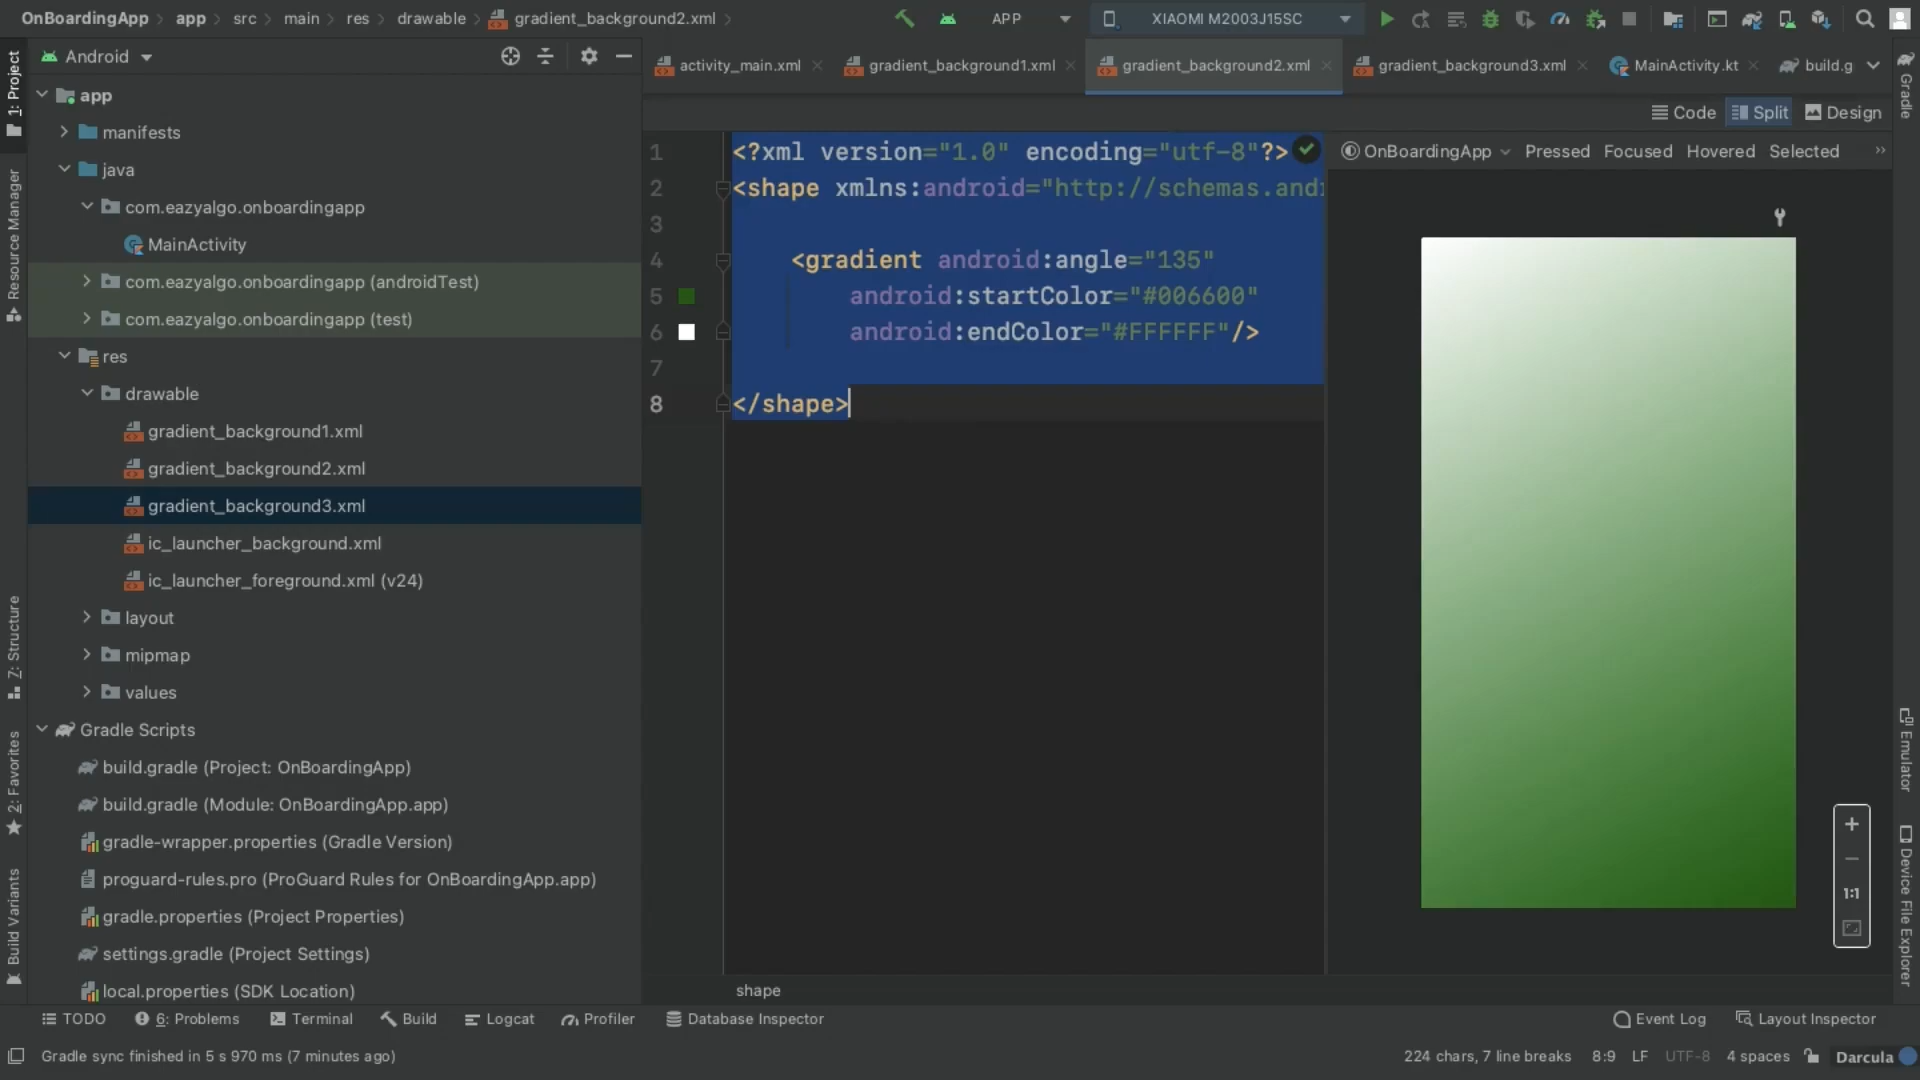 OnBoardingApp app src main res drawable gradient_background2.xml APP XIAOMI M2003J15SC
1: Project
Resource Manager
Z: Structure
2: Favorites
Build Variants
Android
app
manifests
java
com.eazyalgo.onboardingapp
MainActivity
com.eazyalgo.onboardingapp (androidTest)
com.eazyalgo.onboardingapp (test)
res
drawable
gradient_background1.xml
gradient_background2.xml
gradient_background3.xml
ic_launcher_background.xml
ic_launcher_foreground.xml (v24)
layout
mipmap
values
Gradle Scripts
build.gradle (Project: OnBoardingApp)
build.gradle (Module: OnBoardingApp.app)
gradle-wrapper.properties (Gradle Version)
proguard-rules.pro (ProGuard Rules for OnBoardingApp.app)
gradle.properties (Project Properties)
settings.gradle (Project Settings)
local.properties (SDK Location)
activity_main.xml gradient_background1.xml gradient_background2.xml gradient_background3.xml MainActivity.kt build.g
Code Split Design
1 <?xml version="1.0" encoding="utf-8"?>
2 <shape xmlns:android="http://schemas.andr
3
4 <gradient android:angle="135"
5 android:startColor="#006600"
6 android:endColor="#FFFFFF"/>
7
8 </shape>
shape
OnBoardingApp Pressed Focused Hovered Selected
1:1
Gradle
Emulator
Device File Explorer
TODO 6: Problems Terminal Build Logcat Profiler Database Inspector Event Log Layout Inspector
Gradle sync finished in 5 s 970 ms (7 minutes ago) 224 chars, 7 line breaks 8:9 LF UTF-8 4 spaces Darcula